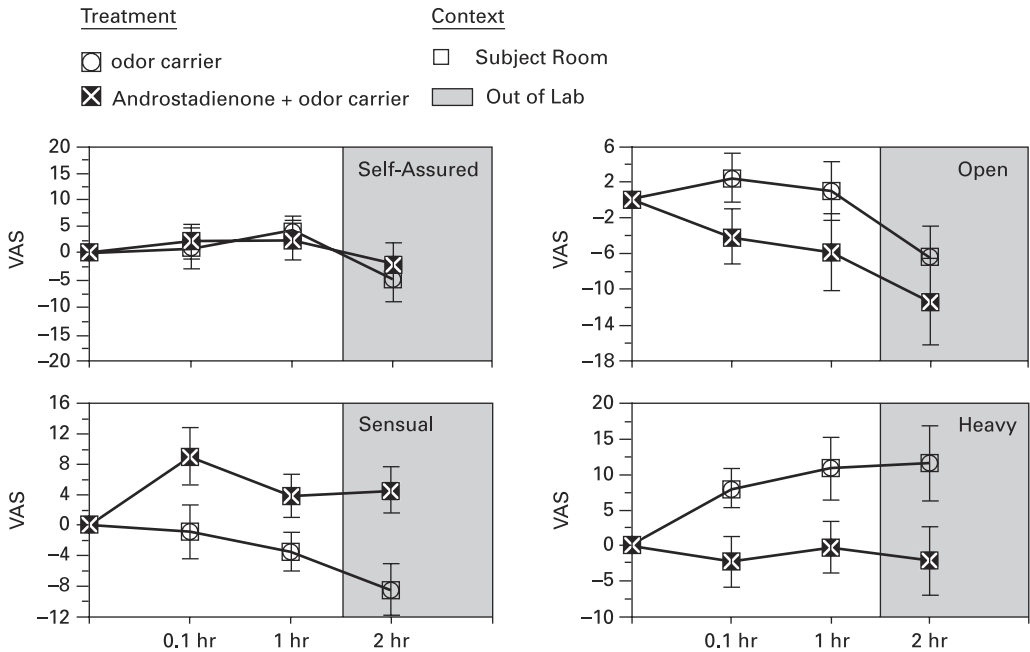 Treatment
Context
odor carrier
Subject Room
Androstadienone + odor carrier
Out of Lab
20
15
10
5
0
−5
−10
−15
−20
VAS
Self-Assured
6
2
−2
−6
−10
−14
−18
VAS
Open
16
12
8
4
0
−4
−8
−12
VAS
Sensual
0.1 hr
1 hr
2 hr
20
15
10
5
0
−5
−10
VAS
Heavy
0.1 hr
1 hr
2 hr